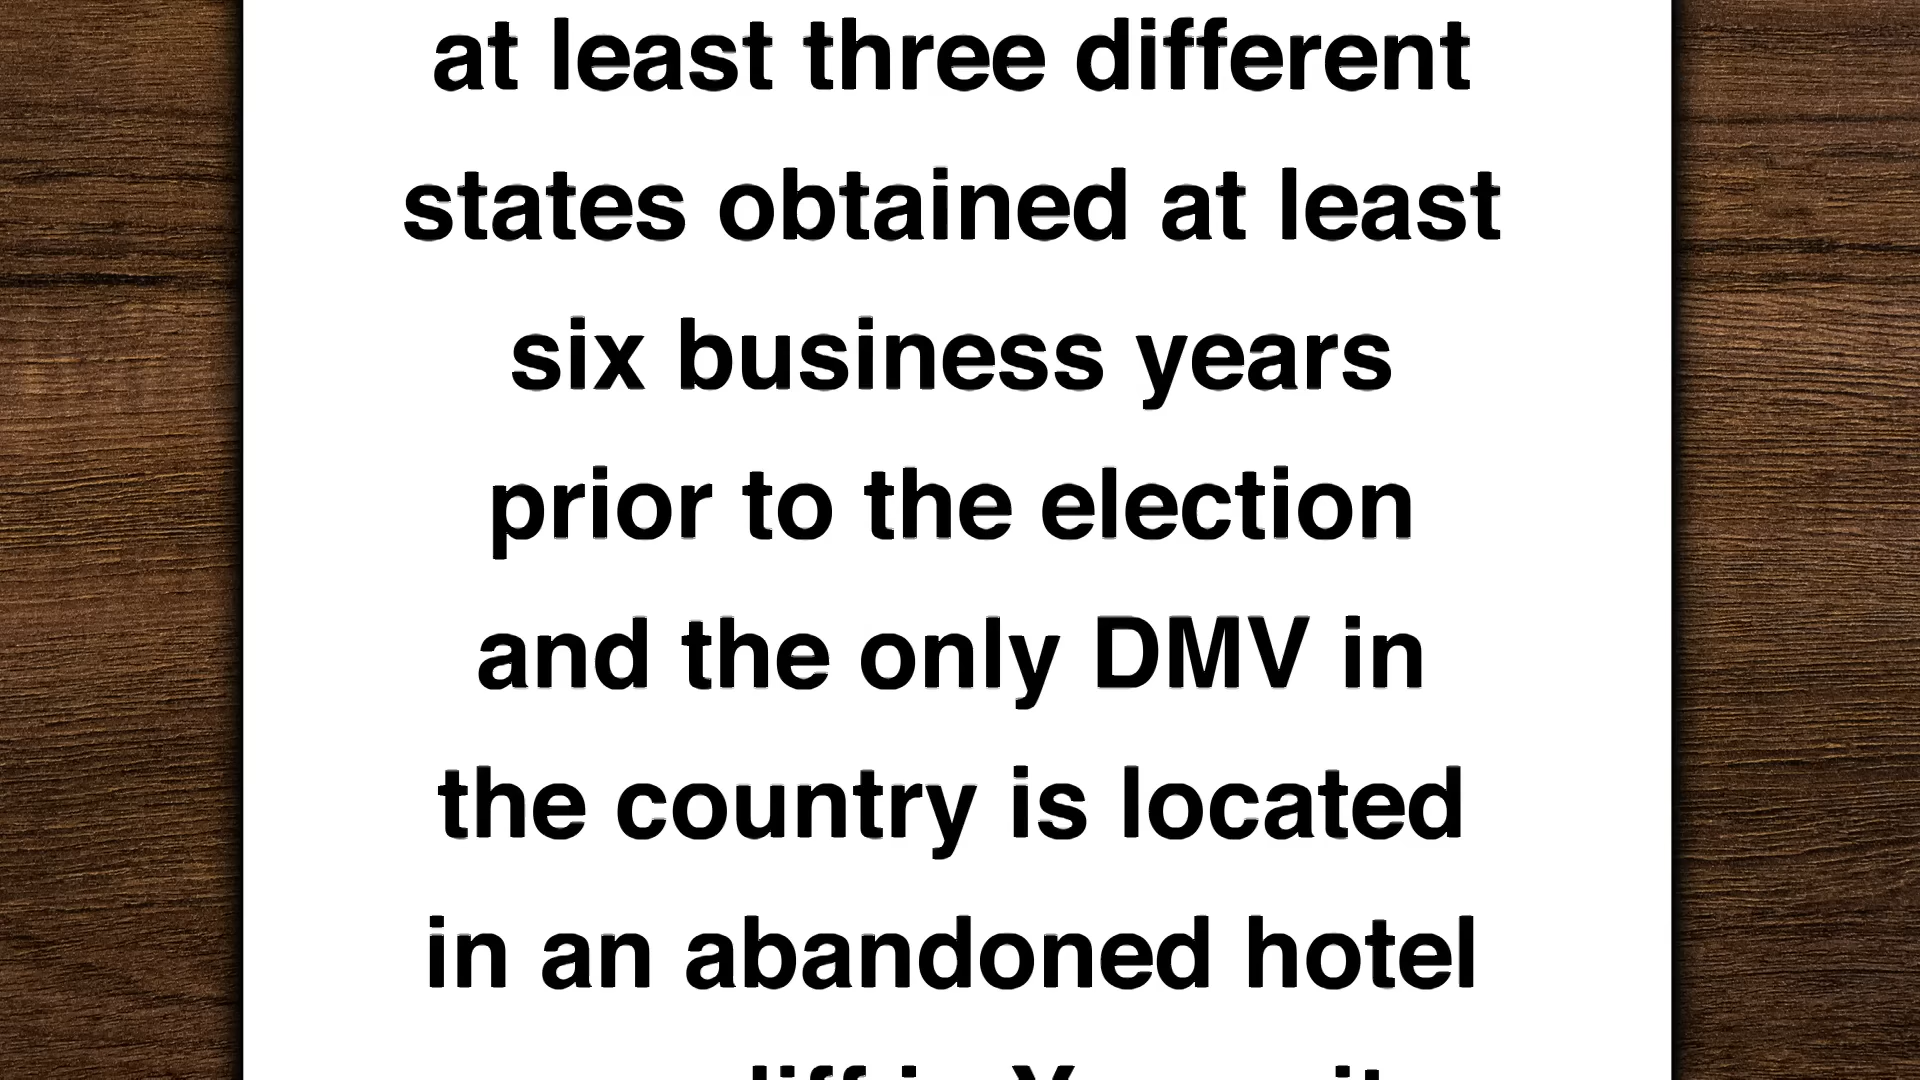 at least three different
states obtained at least
six business years
prior to the election
and the only DMV in
the country is located
in an abandoned hotel